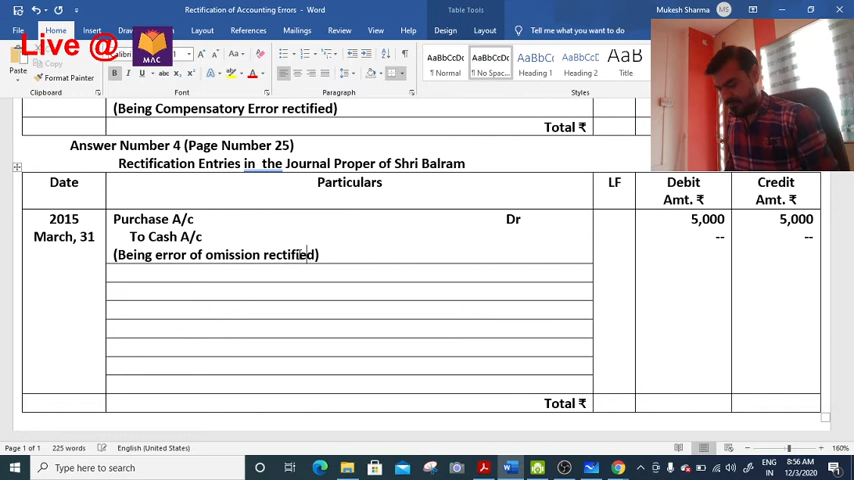 Rectification of Accounting Errors - Word
Table Tools
Mukesh Sharma
MS
File
Home
Layout
References
Mailings
Review
View
Help
Design
Layout
Tell me what you want to do
Live @
MAC
Paste
Format Painter
Clipboard
Font
Paragraph
Styles
AaBbCcDc
AaBbCcDc
AaBbC
AaBbCc
AaB
¶ Normal
¶ No Spac...
Heading 1
Heading 2
Title
(Being Compensatory Error rectified)
Total ₹
Answer Number 4 (Page Number 25)
Rectification Entries in the Journal Proper of Shri Balram
Date
Particulars
LF
Debit Amt. ₹
Credit Amt. ₹
2015 March, 31
Purchase A/c Dr
5,000
5,000
To Cash A/c
--
--
(Being error of omission rectified)
Total ₹
Page 1 of 1
225 words
English (United States)
160%
Type here to search
ENG
IN
8:56 AM
12/3/2020